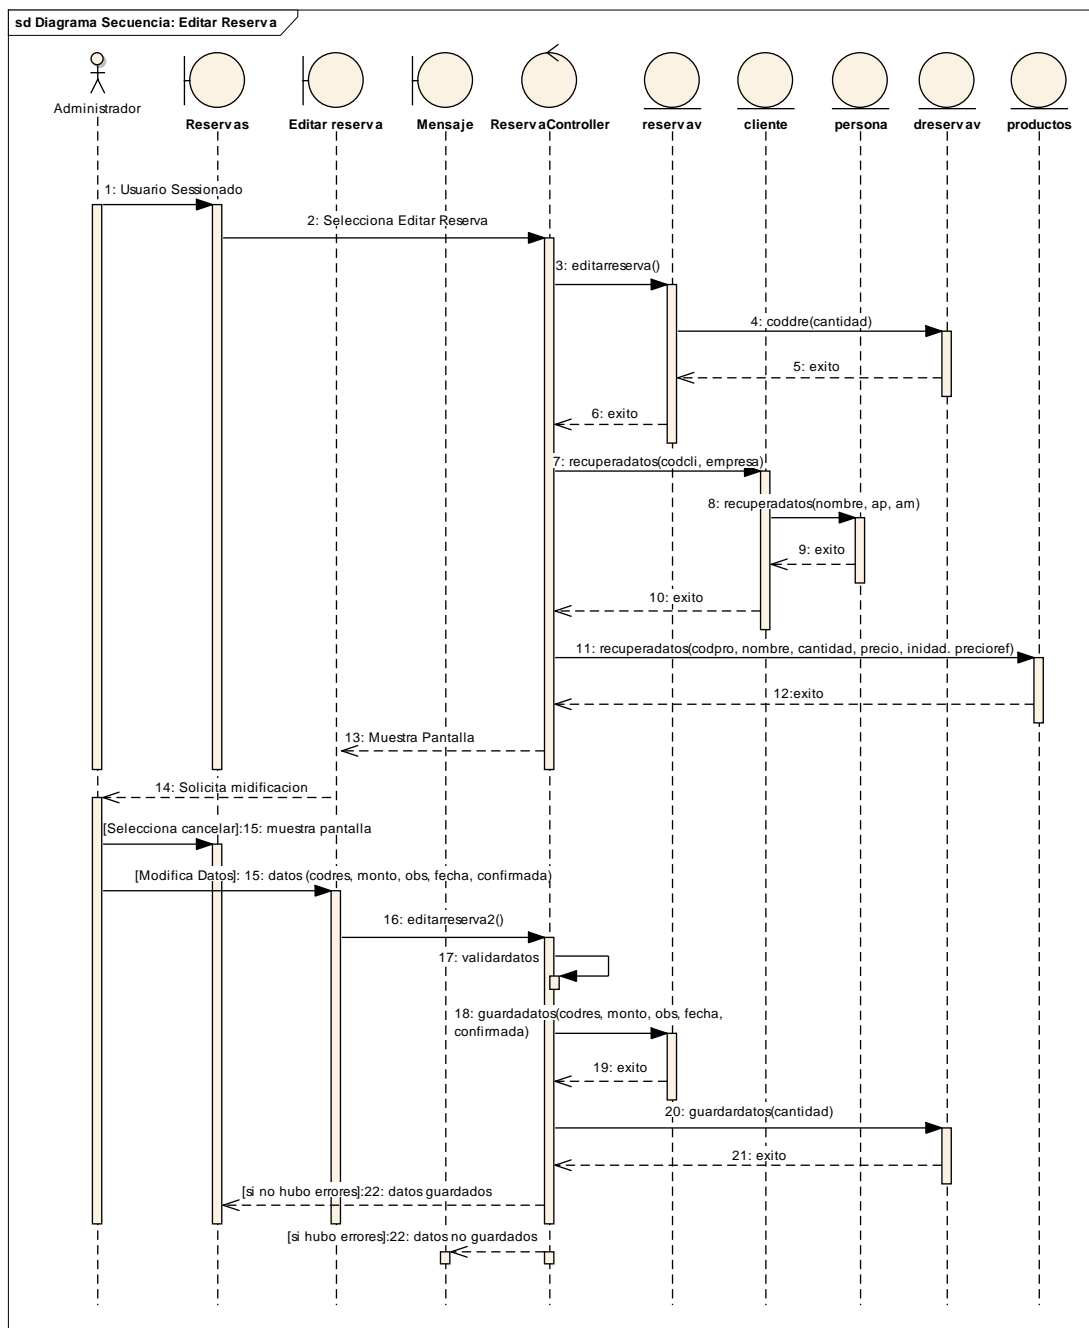 sd Diagrama Secuencia: Editar Reserva
Administrador
Reservas
Editar reserva
Mensaje
ReservaController
reservav
cliente
persona
dreservav
productos
1: Usuario Sessionado
2: Selecciona Editar Reserva
3: editarreserva()
4: coddre(cantidad)
5: exito
6: exito
7: recuperadatos(codcli, empresa)
8: recuperadatos(nombre, ap, am)
9: exito
10: exito
11: recuperadatos(codpro, nombre, cantidad, precio, inidad. precioref)
12:exito
13: Muestra Pantalla
14: Solicita midificacion
[Selecciona cancelar]:15: muestra pantalla
[Modifica Datos]: 15: datos (codres, monto, obs, fecha, confirmada)
16: editarreserva2()
17: validardatos
18: guardadatos(codres, monto, obs, fecha,
confirmada)
19: exito
20: guardardatos(cantidad)
21: exito
[si no hubo errores]:22: datos guardados
[si hubo errores]:22: datos no guardados